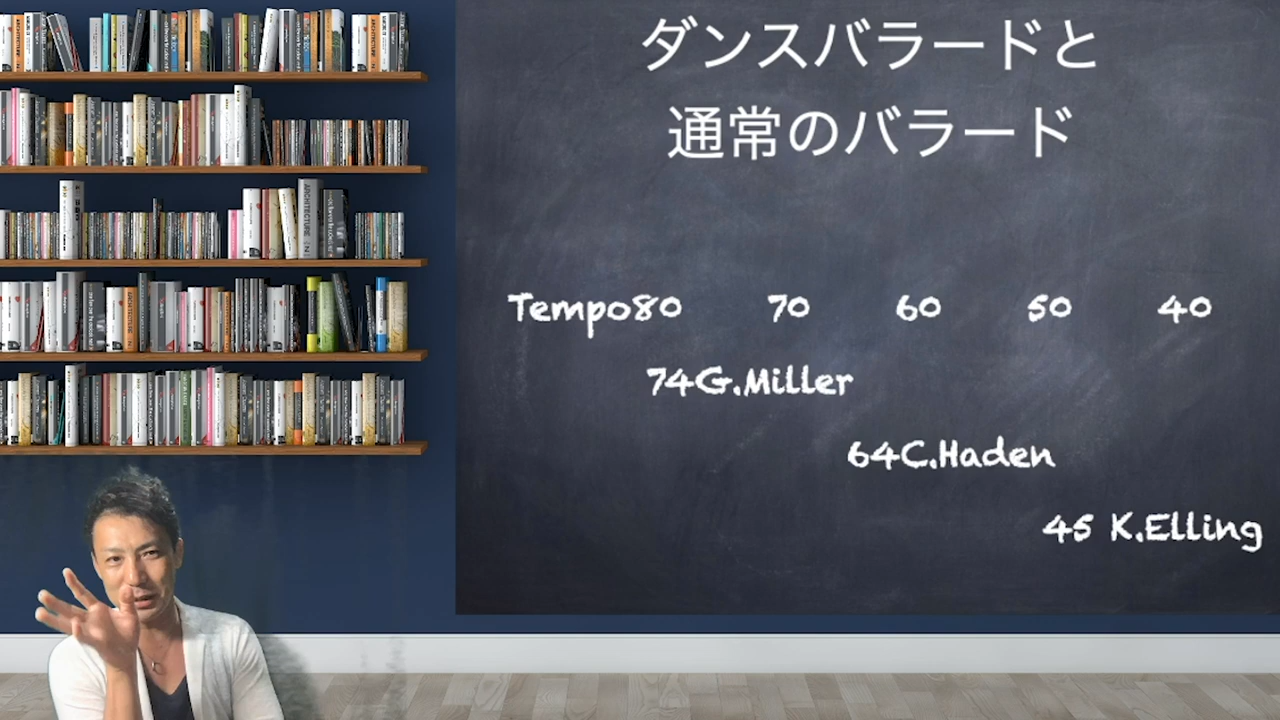 ダンスバラードと
通常のバラード
Tempo80 70 60 50 40
74G.Miller
64C.Haden
45 K.Elling
ARCHITECTURE